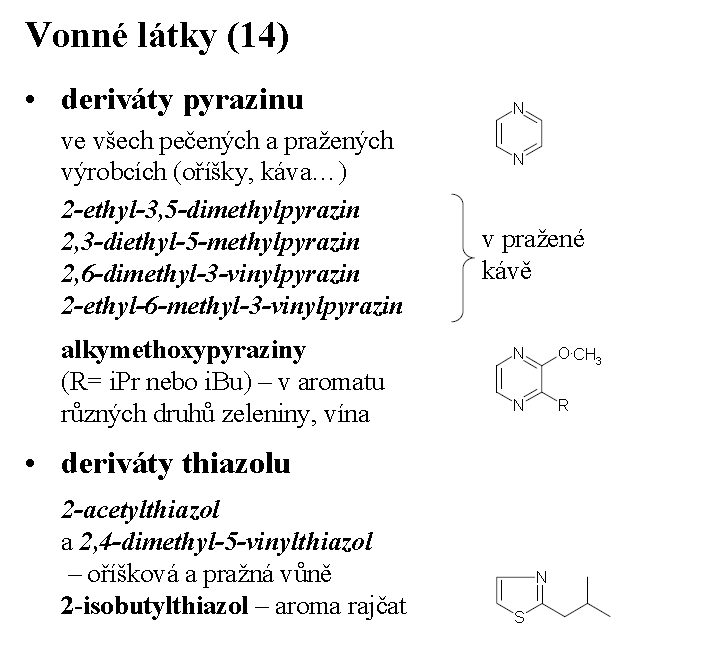 Vonné látky (14)
• deriváty pyrazinu
ve všech pečených a pražených
výrobcích (oříšky, káva…)
2-ethyl-3,5-dimethylpyrazin
2,3-diethyl-5-methylpyrazin
2,6-dimethyl-3-vinylpyrazin
2-ethyl-6-methyl-3-vinylpyrazin
v pražené
kávě
N
N
alkymethoxypyraziny
(R= iPr nebo iBu) – v aromatu
různých druhů zeleniny, vína
N
O·CH₃
N
R
• deriváty thiazolu
2-acetylthiazol
a 2,4-dimethyl-5-vinylthiazol
– oříšková a pražná vůně
2-isobutylthiazol – aroma rajčat
N
S